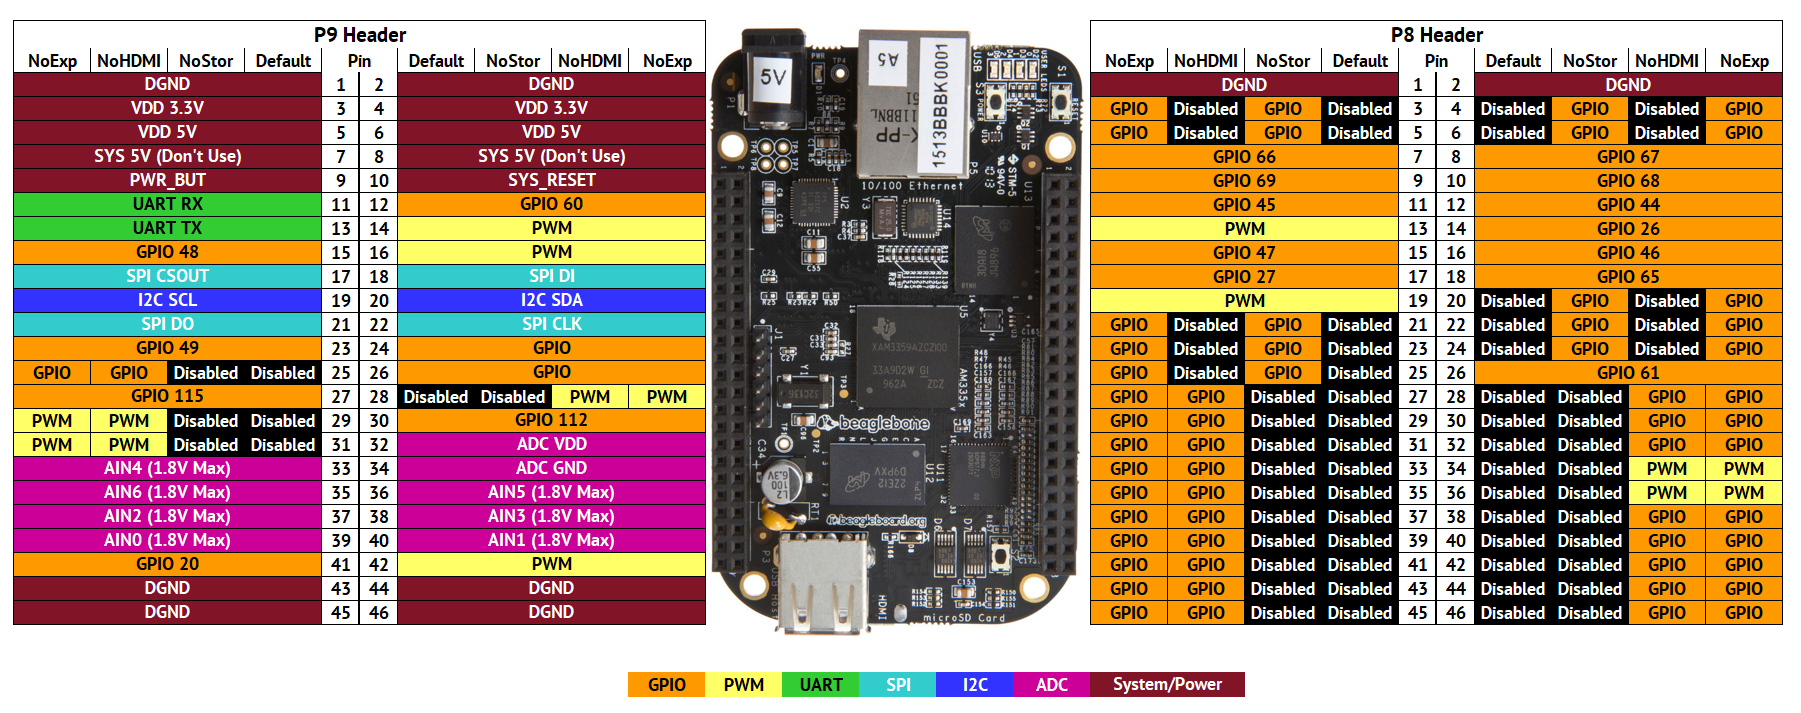 P9 Header
NoExp NoHDMI NoStor Default Pin Default NoStor NoHDMI NoExp
DGND 1 2 DGND
VDD 3.3V 3 4 VDD 3.3V
VDD 5V 5 6 VDD 5V
SYS 5V (Don't Use) 7 8 SYS 5V (Don't Use)
PWR_BUT 9 10 SYS_RESET
UART RX 11 12 GPIO 60
UART TX 13 14 PWM
GPIO 48 15 16 PWM
SPI CSOUT 17 18 SPI DI
I2C SCL 19 20 I2C SDA
SPI DO 21 22 SPI CLK
GPIO 49 23 24 GPIO
GPIO GPIO Disabled Disabled 25 26 GPIO
GPIO 115 27 28 Disabled Disabled PWM PWM
PWM PWM Disabled Disabled 29 30 GPIO 112
PWM PWM Disabled Disabled 31 32 ADC VDD
AIN4 (1.8V Max) 33 34 ADC GND
AIN6 (1.8V Max) 35 36 AIN5 (1.8V Max)
AIN2 (1.8V Max) 37 38 AIN3 (1.8V Max)
AIN0 (1.8V Max) 39 40 AIN1 (1.8V Max)
GPIO 20 41 42 PWM
DGND 43 44 DGND
DGND 45 46 DGND
5V
A5
1513BBBK0001
10/100 Ethernet
XAM3359AZCZ100
beaglebone
beagleboard.org
HDMI
microSD Card
P8 Header
NoExp NoHDMI NoStor Default Pin Default NoStor NoHDMI NoExp
DGND 1 2 DGND
GPIO Disabled GPIO Disabled 3 4 Disabled GPIO Disabled GPIO
GPIO Disabled GPIO Disabled 5 6 Disabled GPIO Disabled GPIO
GPIO 66 7 8 GPIO 67
GPIO 69 9 10 GPIO 68
GPIO 45 11 12 GPIO 44
PWM 13 14 GPIO 26
GPIO 47 15 16 GPIO 46
GPIO 27 17 18 GPIO 65
PWM 19 20 Disabled GPIO Disabled GPIO
GPIO Disabled GPIO Disabled 21 22 Disabled GPIO Disabled GPIO
GPIO Disabled GPIO Disabled 23 24 Disabled GPIO Disabled GPIO
GPIO Disabled GPIO Disabled 25 26 GPIO 61
GPIO GPIO Disabled Disabled 27 28 Disabled Disabled GPIO GPIO
GPIO GPIO Disabled Disabled 29 30 Disabled Disabled GPIO GPIO
GPIO GPIO Disabled Disabled 31 32 Disabled Disabled GPIO GPIO
GPIO GPIO Disabled Disabled 33 34 Disabled Disabled PWM PWM
GPIO GPIO Disabled Disabled 35 36 Disabled Disabled PWM PWM
GPIO GPIO Disabled Disabled 37 38 Disabled Disabled GPIO GPIO
GPIO GPIO Disabled Disabled 39 40 Disabled Disabled GPIO GPIO
GPIO GPIO Disabled Disabled 41 42 Disabled Disabled GPIO GPIO
GPIO GPIO Disabled Disabled 43 44 Disabled Disabled GPIO GPIO
GPIO GPIO Disabled Disabled 45 46 Disabled Disabled GPIO GPIO
GPIO PWM UART SPI I2C ADC System/Power